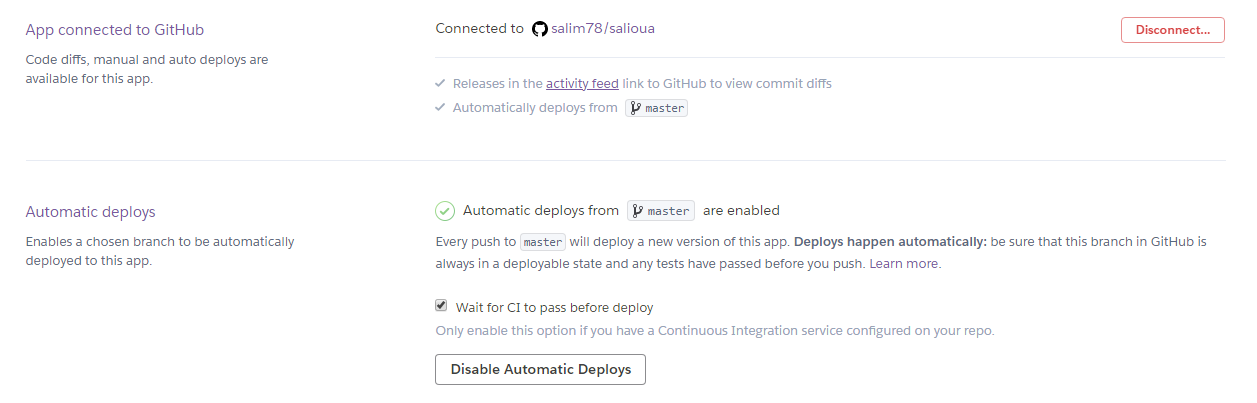 App connected to GitHub
Code diffs, manual and auto deploys are
available for this app.
Connected to salim78/salioua
Disconnect...
Releases in the activity feed link to GitHub to view commit diffs
Automatically deploys from master
Automatic deploys
Enables a chosen branch to be automatically
deployed to this app.
Automatic deploys from master are enabled
Every push to master will deploy a new version of this app. Deploys happen automatically: be sure that this branch in GitHub is
always in a deployable state and any tests have passed before you push. Learn more.
Wait for CI to pass before deploy
Only enable this option if you have a Continuous Integration service configured on your repo.
Disable Automatic Deploys